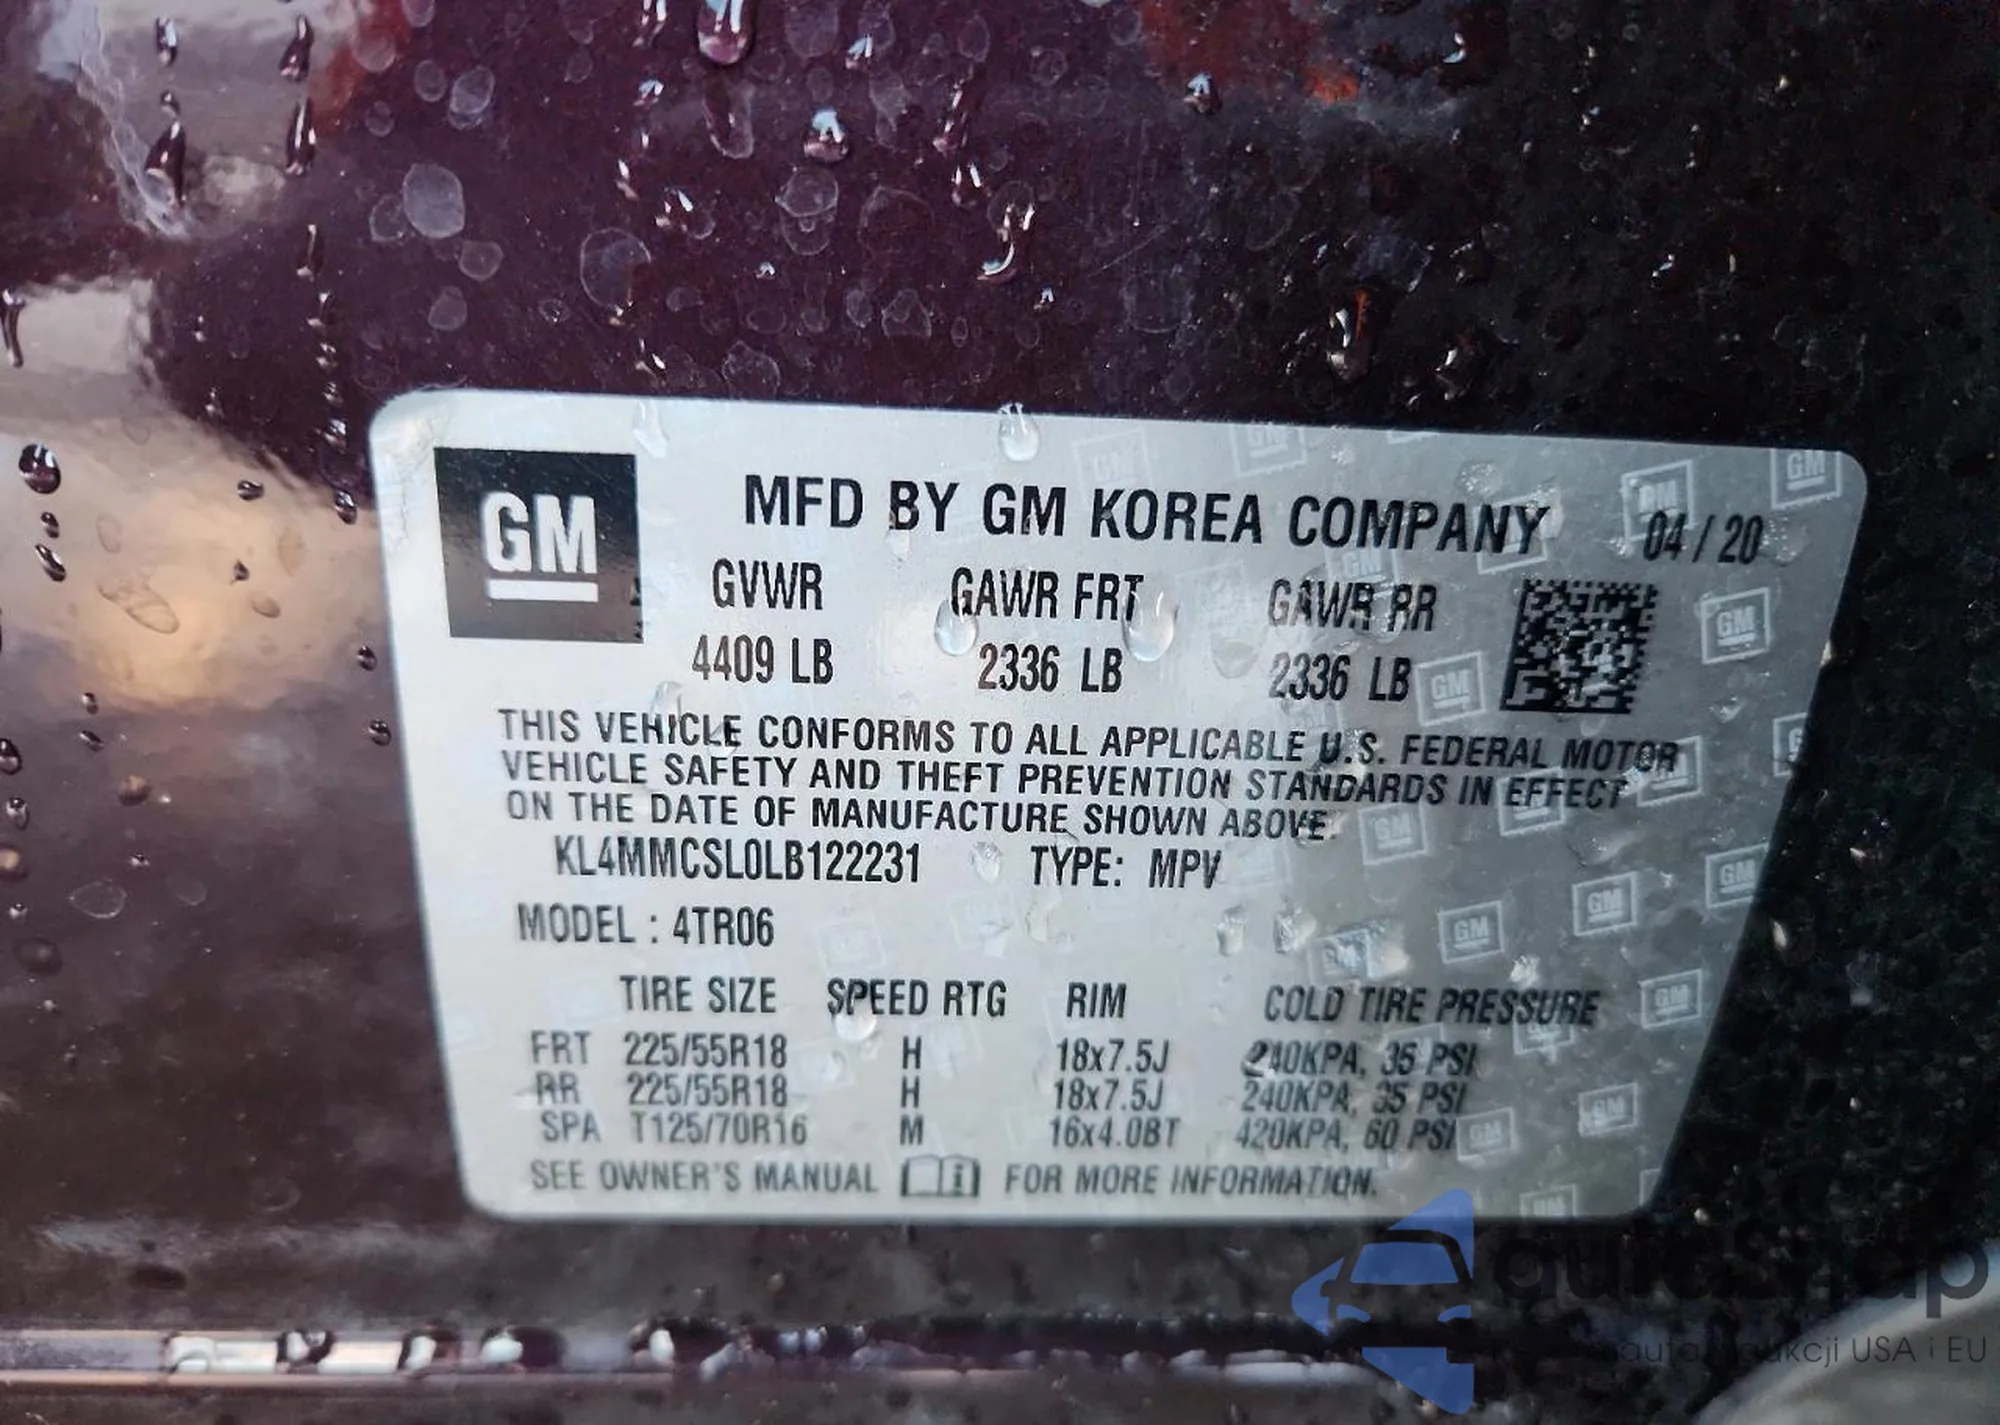 GM
MFD BY GM KOREA COMPANY 04 / 20
GVWR GAWR FRT GAWR RR
4409 LB 2336 LB 2336 LB
THIS VEHICLE CONFORMS TO ALL APPLICABLE U.S. FEDERAL MOTOR
VEHICLE SAFETY AND THEFT PREVENTION STANDARDS IN EFFECT
ON THE DATE OF MANUFACTURE SHOWN ABOVE.
KL4MMCSL0LB122231 TYPE: MPV
MODEL : 4TR06
TIRE SIZE SPEED RTG RIM COLD TIRE PRESSURE
FRT 225/55R18 H 18x7.5J 240KPA, 35 PSI
RR 225/55R18 H 18x7.5J 240KPA, 35 PSI
SPA T125/70R16 M 16x4.0BT 420KPA, 60 PSI
SEE OWNER'S MANUAL FOR MORE INFORMATION.
USA i EU